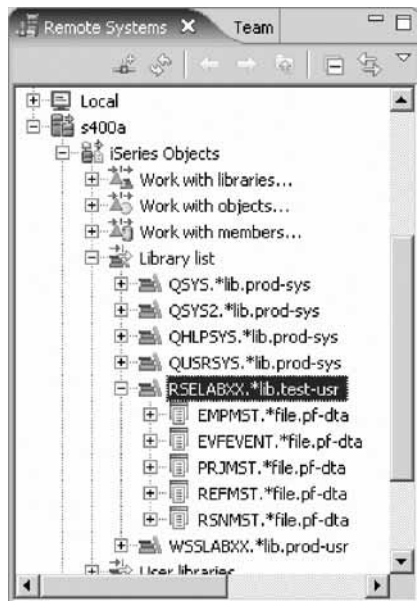 Remote Systems Team
Local
s400a
iSeries Objects
Work with libraries...
Work with objects...
Work with members...
Library list
QSYS.*lib.prod-sys
QSYS2.*lib.prod-sys
QHLPSYS.*lib.prod-sys
QUSRSYS.*lib.prod-sys
RSELABXX.*lib.test-usr
EMPMST.*file.pf-dta
EVFEVENT.*file.pf-dta
PRJMST.*file.pf-dta
REFMST.*file.pf-dta
RSNMST.*file.pf-dta
WSSLABXX.*lib.prod-usr
User libraries